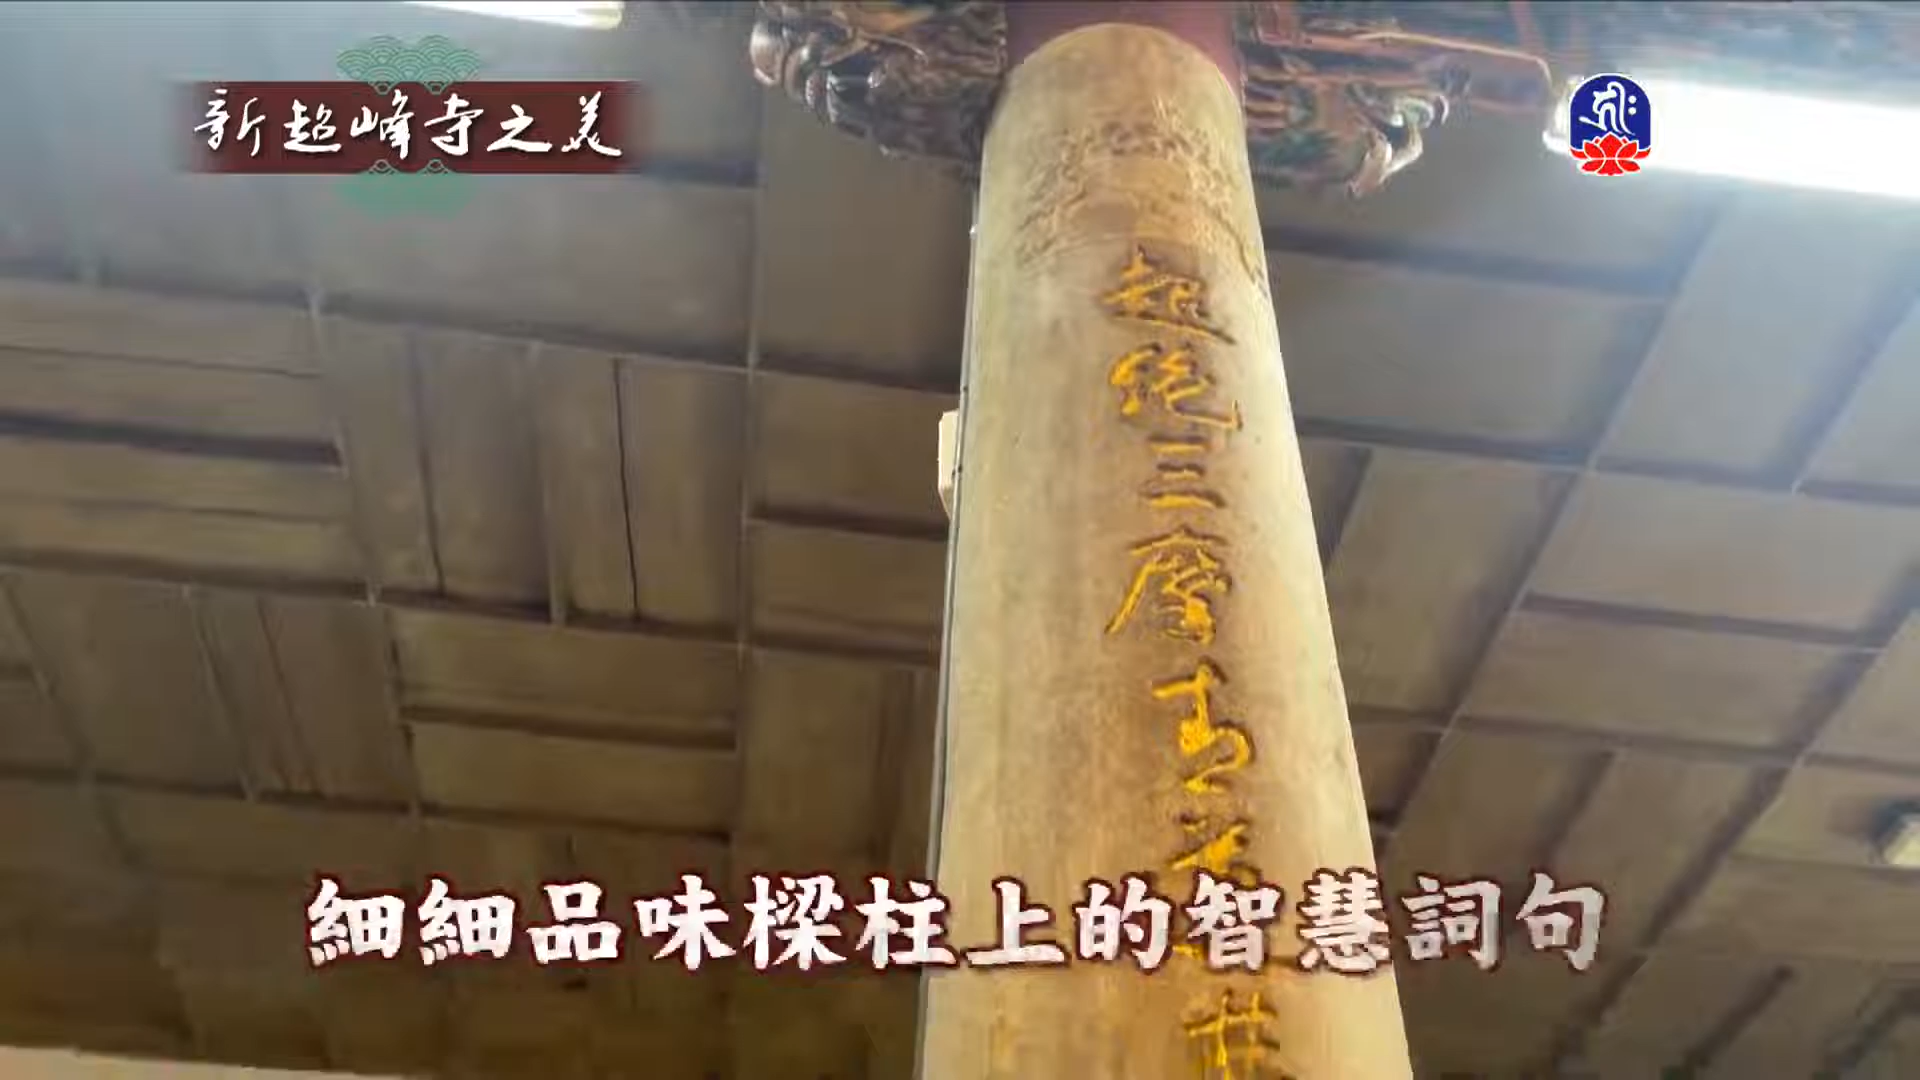 新超峰寺之美
超絕三摩
細細品味樑柱上的智慧詞句